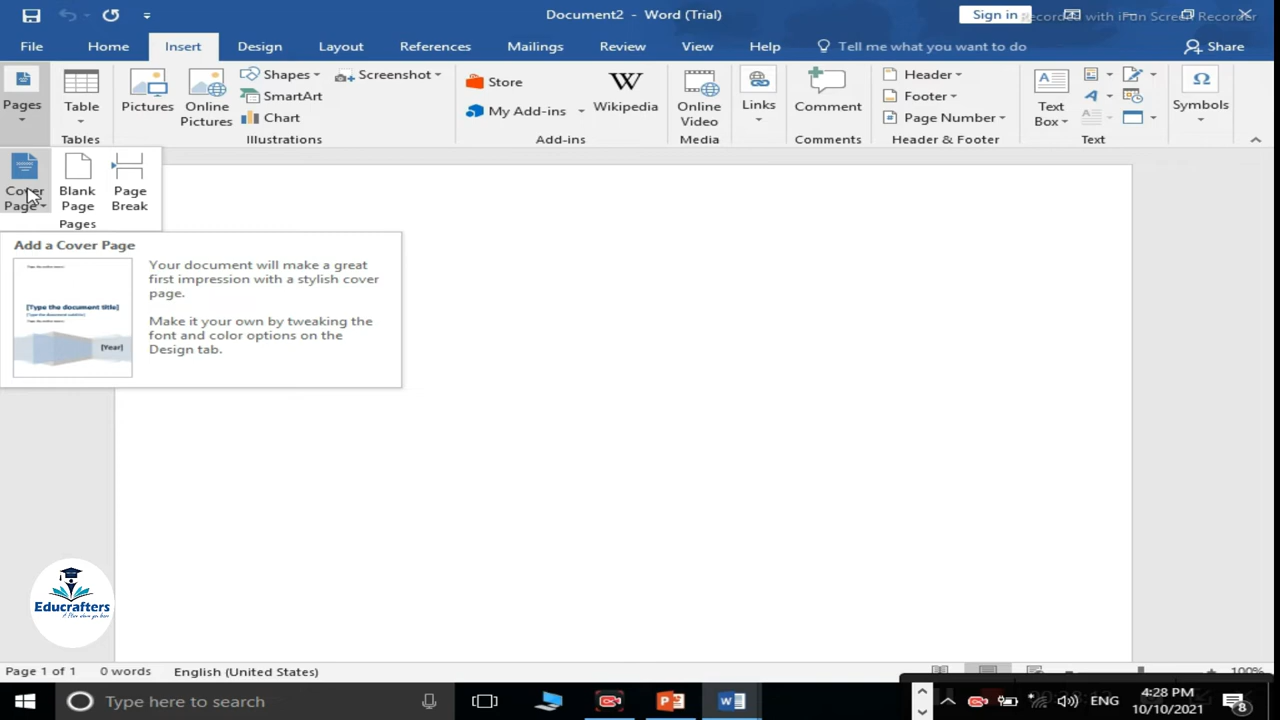 Document2 - Word (Trial)
Sign in
Recorded with iFun Screen Recorder
File Home Insert Design Layout References Mailings Review View Help Tell me what you want to do Share
Pages
Table
Pictures
Online Pictures
Shapes
SmartArt
Chart
Screenshot
Store
My Add-ins
Wikipedia
Online Video
Links
Comment
Header
Footer
Page Number
Text Box
Symbols
Tables Illustrations Add-ins Media Comments Header & Footer Text
Cover Page
Blank Page
Page Break
Pages
Add a Cover Page
[Type the document title]
[Year]
Your document will make a great
first impression with a stylish cover
page.
Make it your own by tweaking the
font and color options on the
Design tab.
Educrafters
Page 1 of 1 0 words English (United States) 100%
Type here to search
ENG
4:28 PM
10/10/2021
8